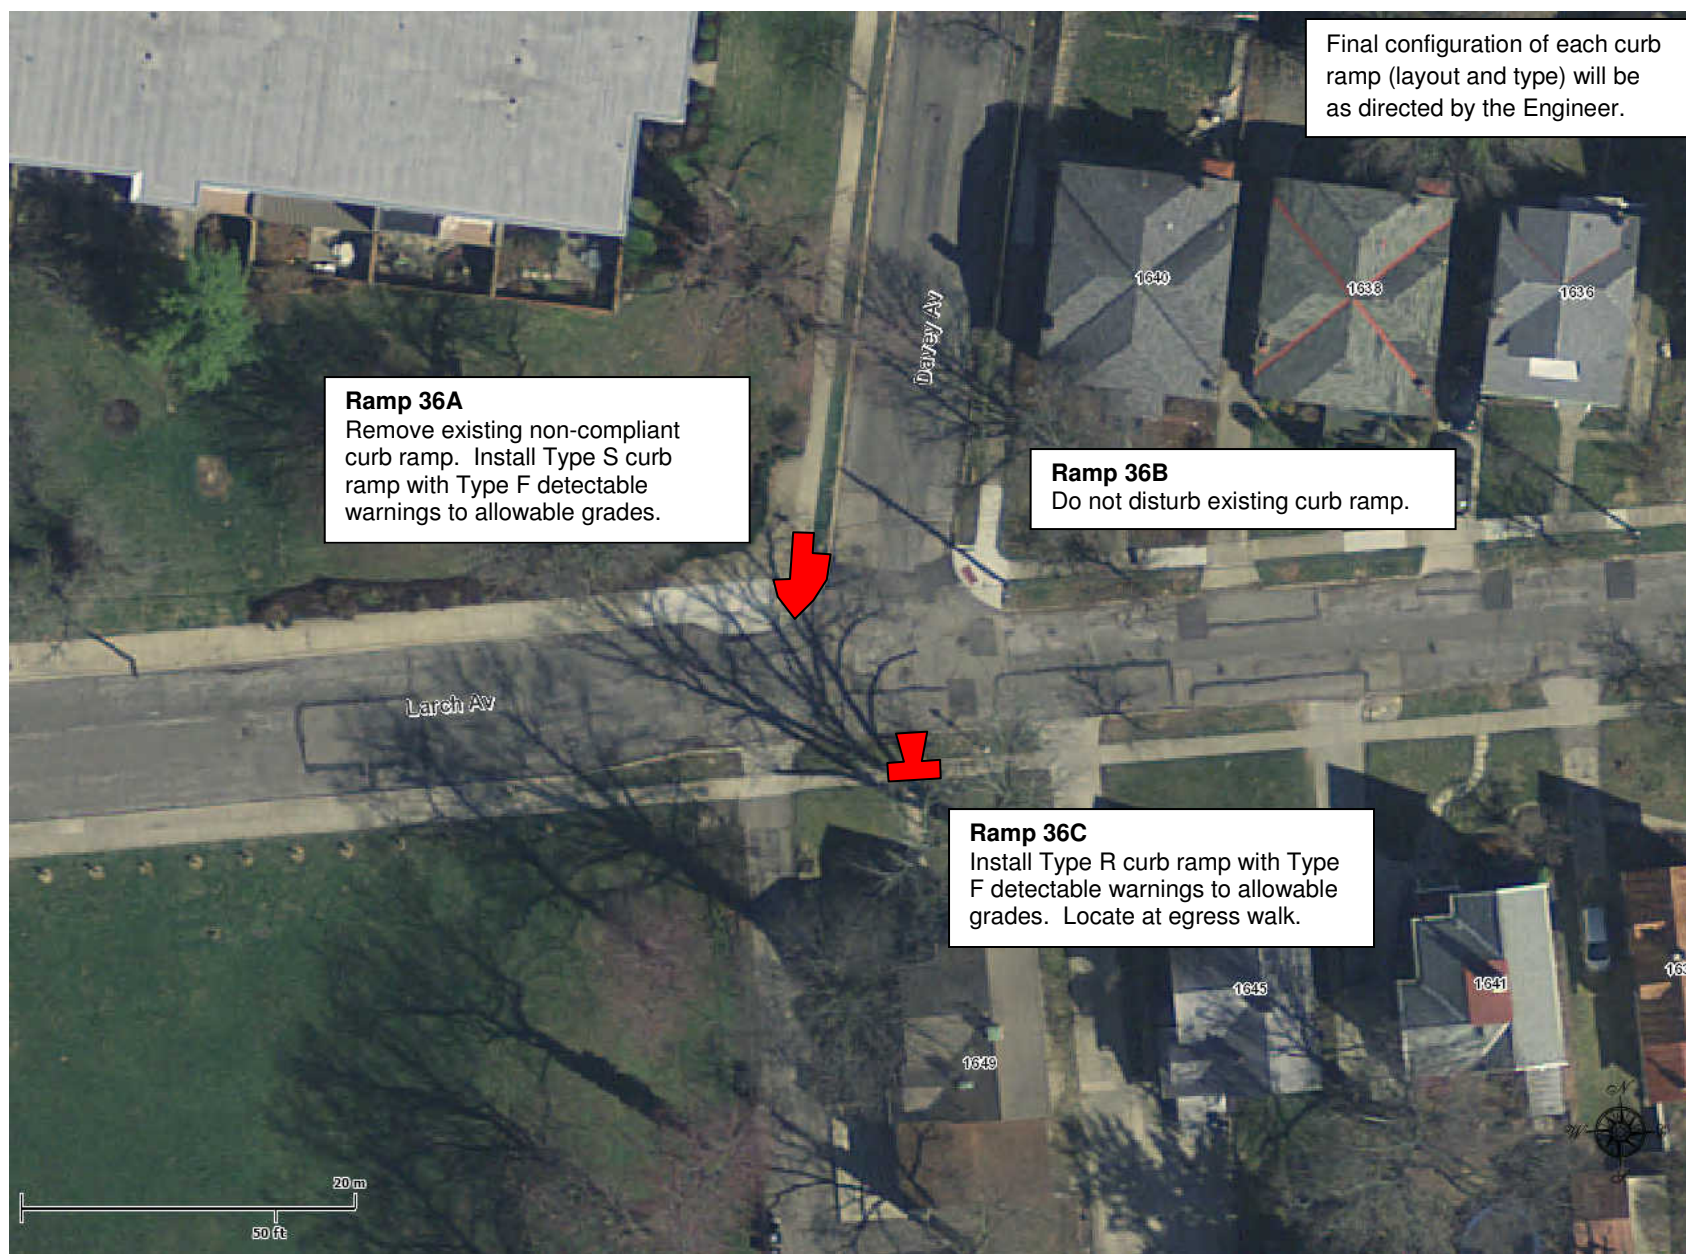 Final configuration of each curb
ramp (layout and type) will be
as directed by the Engineer.
1640
1638
1636
Davey Av
Ramp 36A
Remove existing non-compliant
curb ramp.  Install Type S curb
ramp with Type F detectable
warnings to allowable grades.
Ramp 36B
Do not disturb existing curb ramp.
Larch Av
Ramp 36C
Install Type R curb ramp with Type
F detectable warnings to allowable
grades.  Locate at egress walk.
1645
1641
1649
N
W
20 m
50 ft